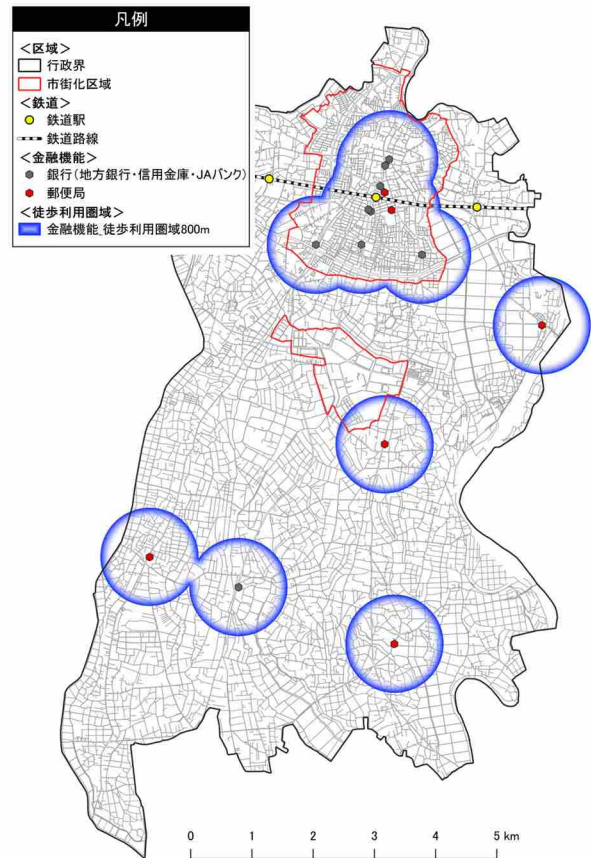 凡例
＜区域＞
行政界
市街化区域
＜鉄道＞
鉄道駅
鉄道路線
＜金融機能＞
銀行（地方銀行・信用金庫・JAバンク）
郵便局
＜徒歩利用圏域＞
金融機能_徒歩利用圏域800m
0 1 2 3 4 5 km